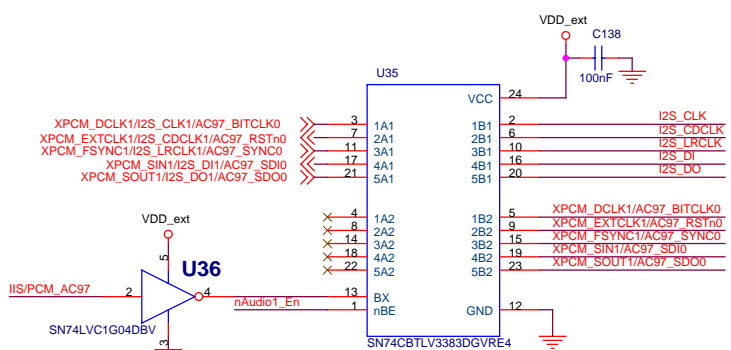 VDD_ext
C138
100nF
U35
24
VCC
XPCM_DCLK1/I2S_CLK1/AC97_BITCLK0 3 1A1 1B1 2 I2S_CLK
XPCM_EXTCLK1/I2S_CDCLK1/AC97_RSTn0 7 2A1 2B1 6 I2S_CDCLK
XPCM_FSYNC1/I2S_LRCLK1/AC97_SYNC0 11 3A1 3B1 10 I2S_LRCLK
XPCM_SIN1/I2S_DI1/AC97_SDI0 17 4A1 4B1 16 I2S_DI
XPCM_SOUT1/I2S_DO1/AC97_SDO0 21 5A1 5B1 20 I2S_DO
4 1A2 1B2 5 XPCM_DCLK1/AC97_BITCLK0
8 2A2 2B2 9 XPCM_EXTCLK1/AC97_RSTn0
14 3A2 3B2 15 XPCM_FSYNC1/AC97_SYNC0
18 4A2 4B2 19 XPCM_SIN1/AC97_SDI0
22 5A2 5B2 23 XPCM_SOUT1/AC97_SDO0
VDD_ext
5
U36
IIS/PCM_AC97 2 4 13 BX
nAudio1_En 1 nBE GND 12
SN74LVC1G04DBV
3
SN74CBTLV3383DGVRE4